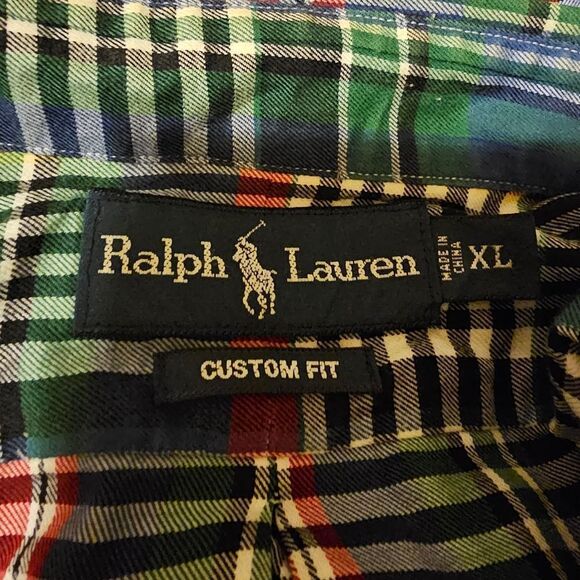 Ralph Lauren
MADE IN
CHINA
XL
CUSTOM FIT